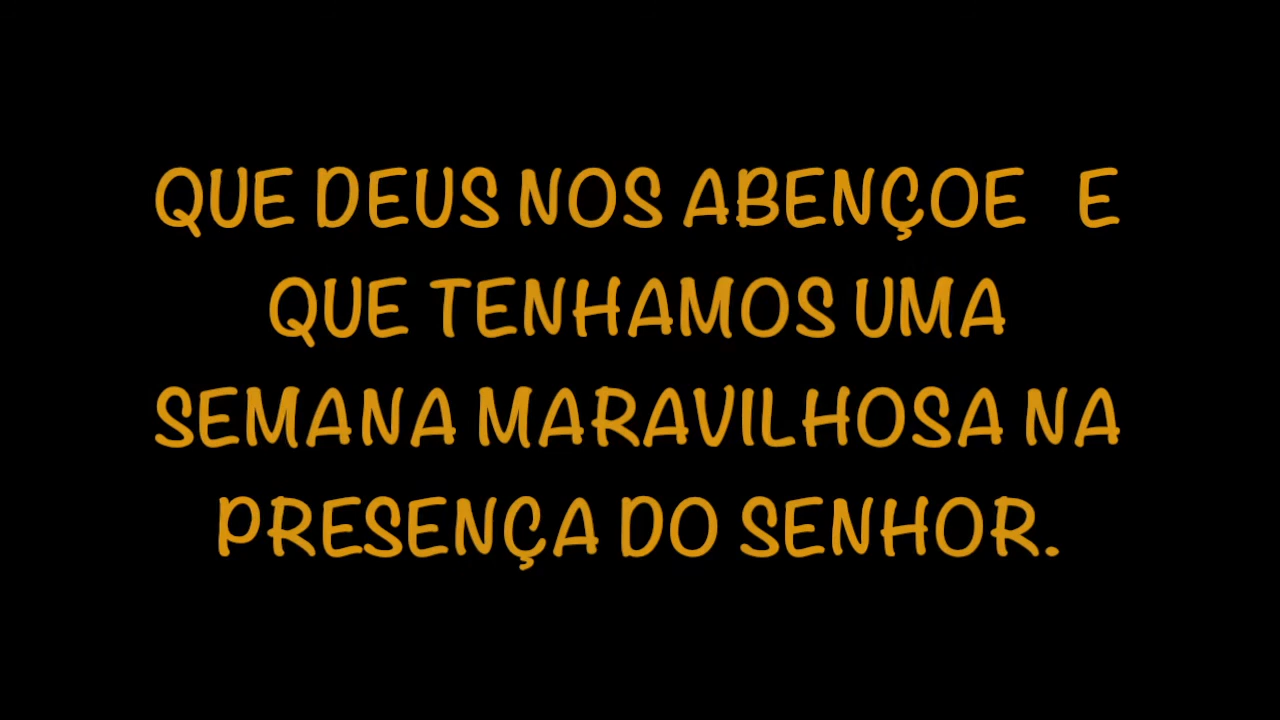 QUE DEUS NOS ABENÇOE   E
QUE TENHAMOS UMA
SEMANA MARAVILHOSA NA
PRESENÇA DO SENHOR.